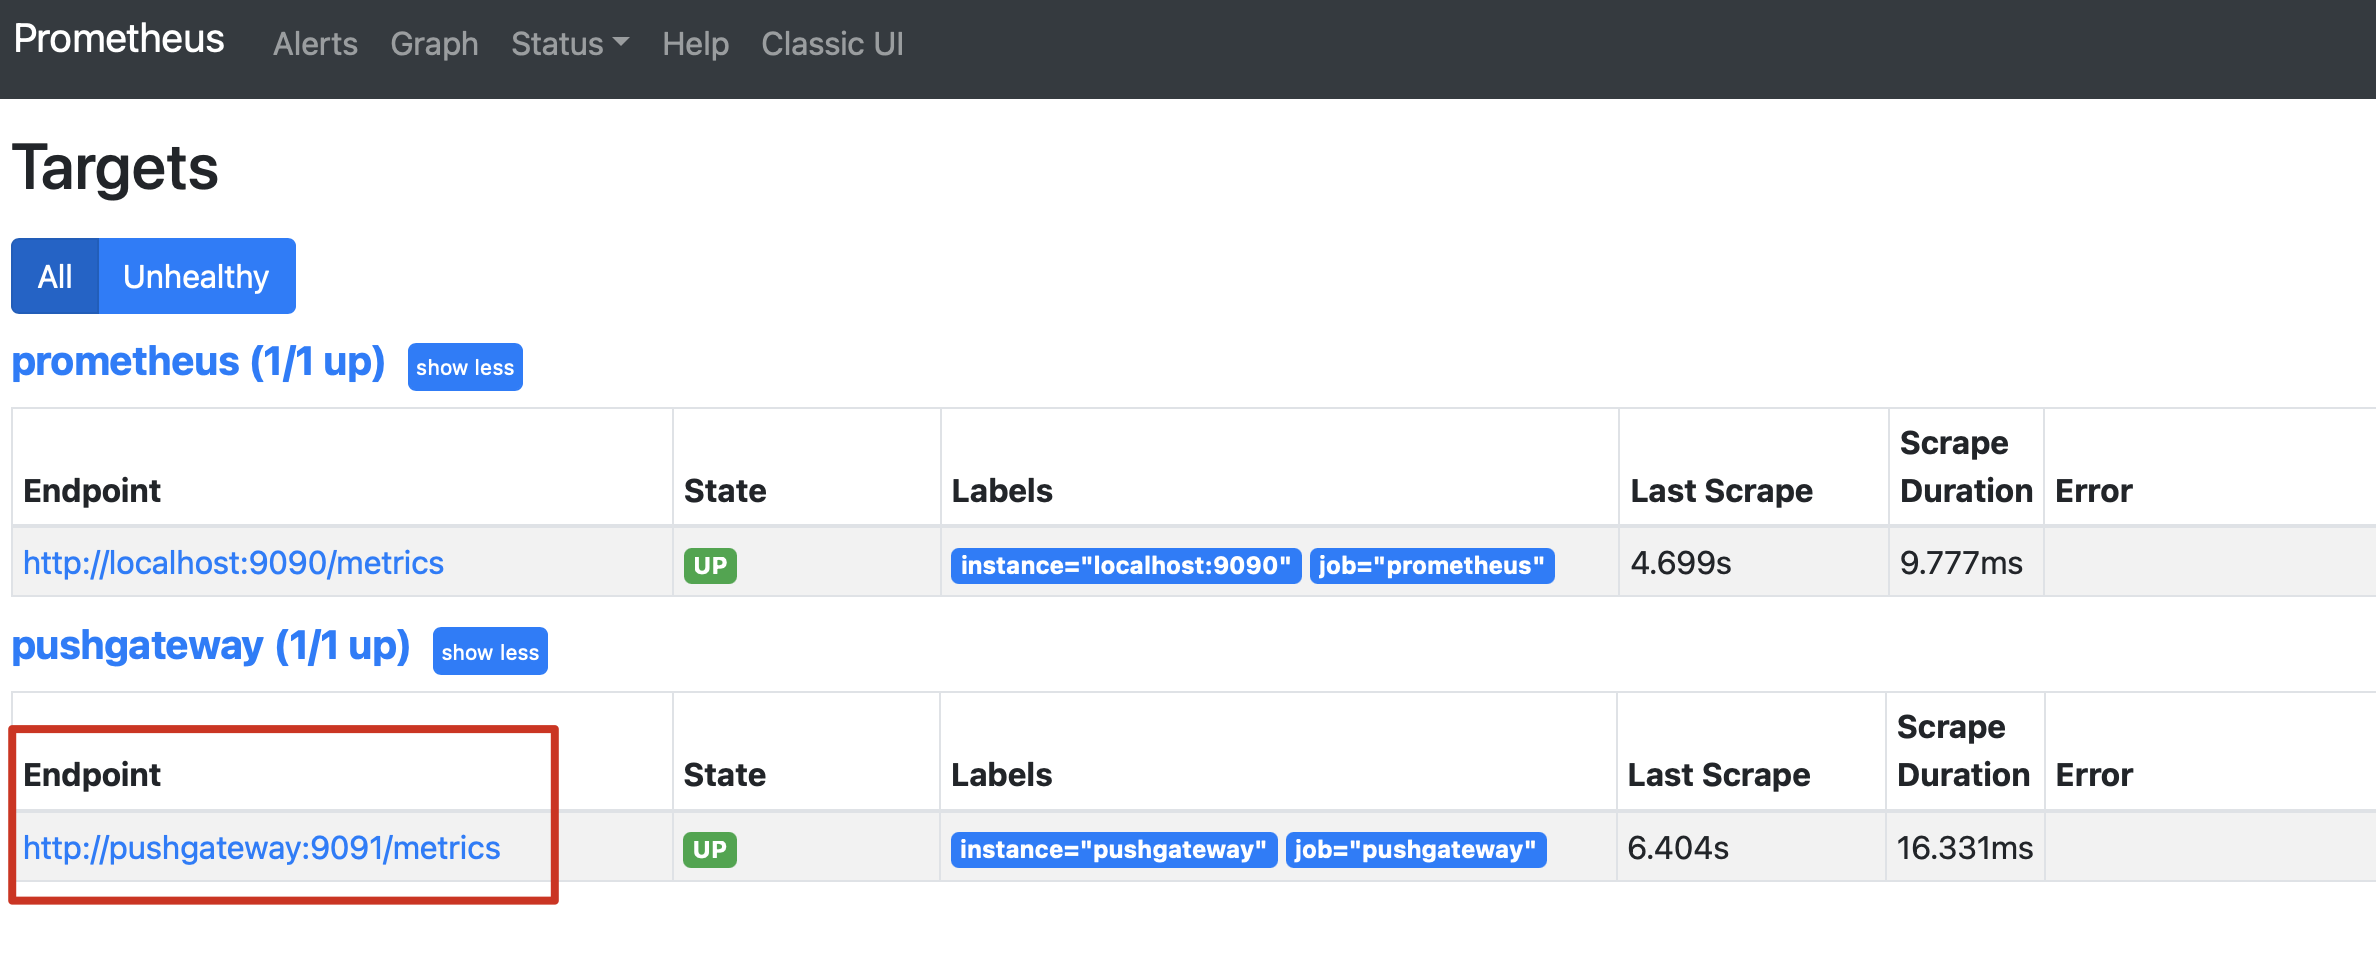 Prometheus Alerts Graph Status Help Classic UI
Targets
All Unhealthy
prometheus (1/1 up) show less
Endpoint State Labels Last Scrape Scrape Duration Error
http://localhost:9090/metrics UP instance="localhost:9090" job="prometheus" 4.699s 9.777ms
pushgateway (1/1 up) show less
Endpoint State Labels Last Scrape Scrape Duration Error
http://pushgateway:9091/metrics UP instance="pushgateway" job="pushgateway" 6.404s 16.331ms